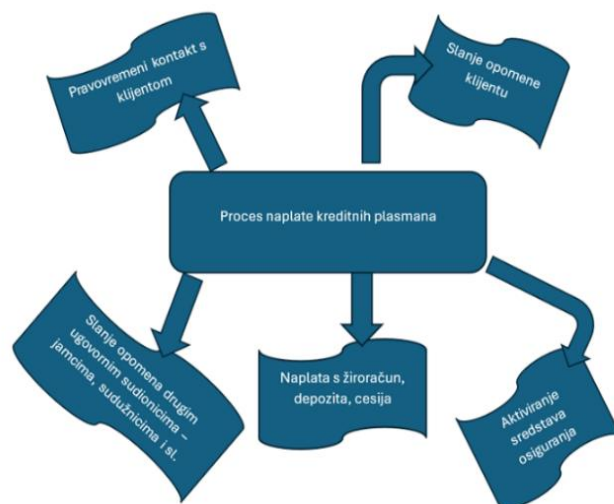 Pravovremeni kontakt s
klijentom
Slanje opomene
klijentu
Proces naplate kreditnih plasmana
Slanje opomena drugim
ugovornim sudionicima –
jamcima, sudužnicima i sl.
Naplata s žiroračun,
depozita, cesija
Aktiviranje
sredstava
osiguranja